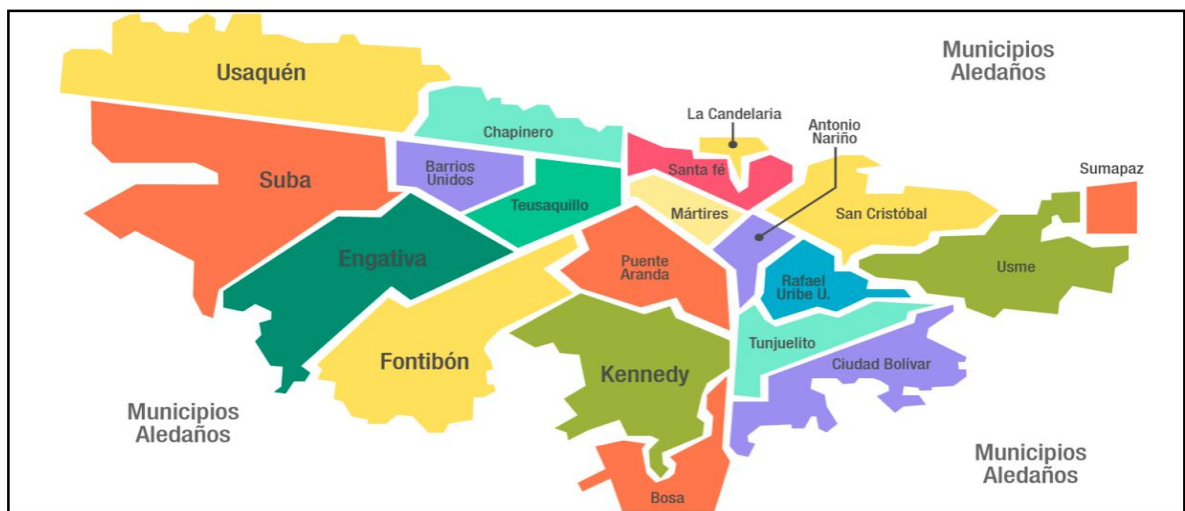 Usaquén
Municipios
Aledaños
La Candelaria
Antonio
Nariño
Chapinero
Barrios
Unidos
Santa fé
Sumapaz
Suba
Teusaquillo
Mártires
San Cristóbal
Engativa
Puente
Aranda
Usme
Rafael
Uribe U.
Tunjuelito
Fontibón
Kennedy
Ciudad Bolívar
Municipios
Aledaños
Municipios
Aledaños
Bosa